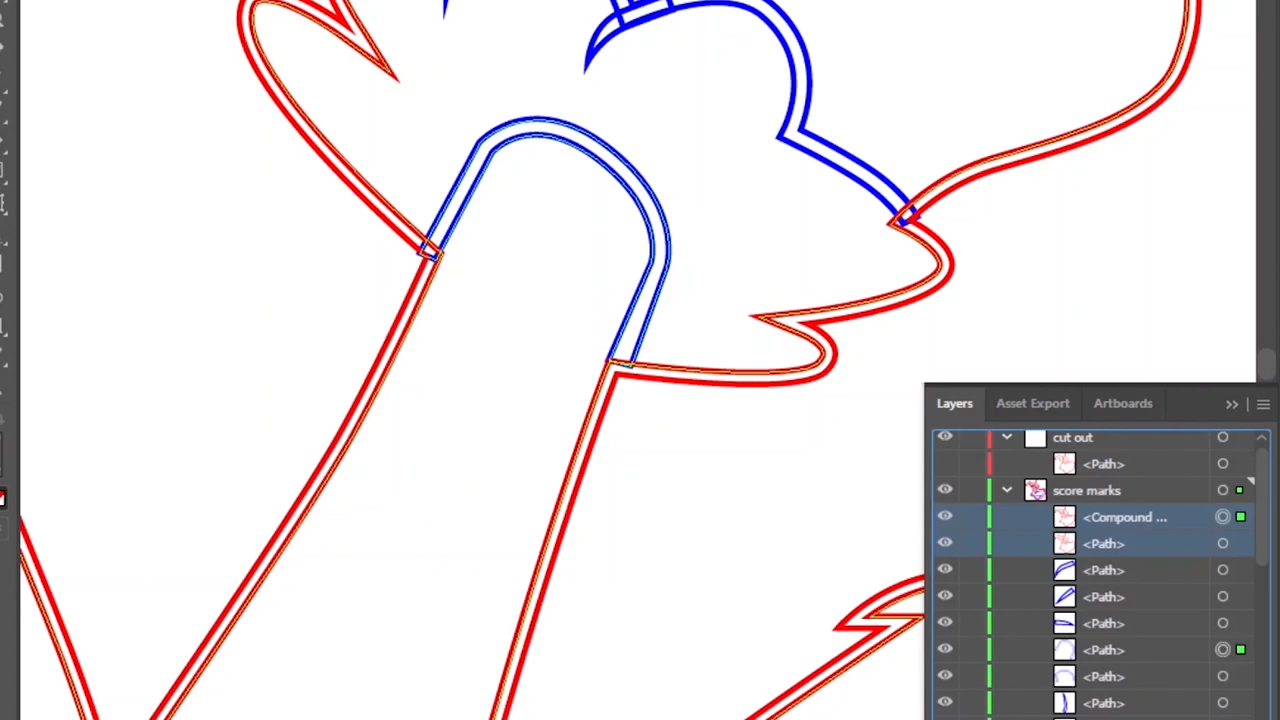 Layers Asset Export Artboards
cut out
<Path>
score marks
<Compound ...
<Path>
<Path>
<Path>
<Path>
<Path>
<Path>
<Path>